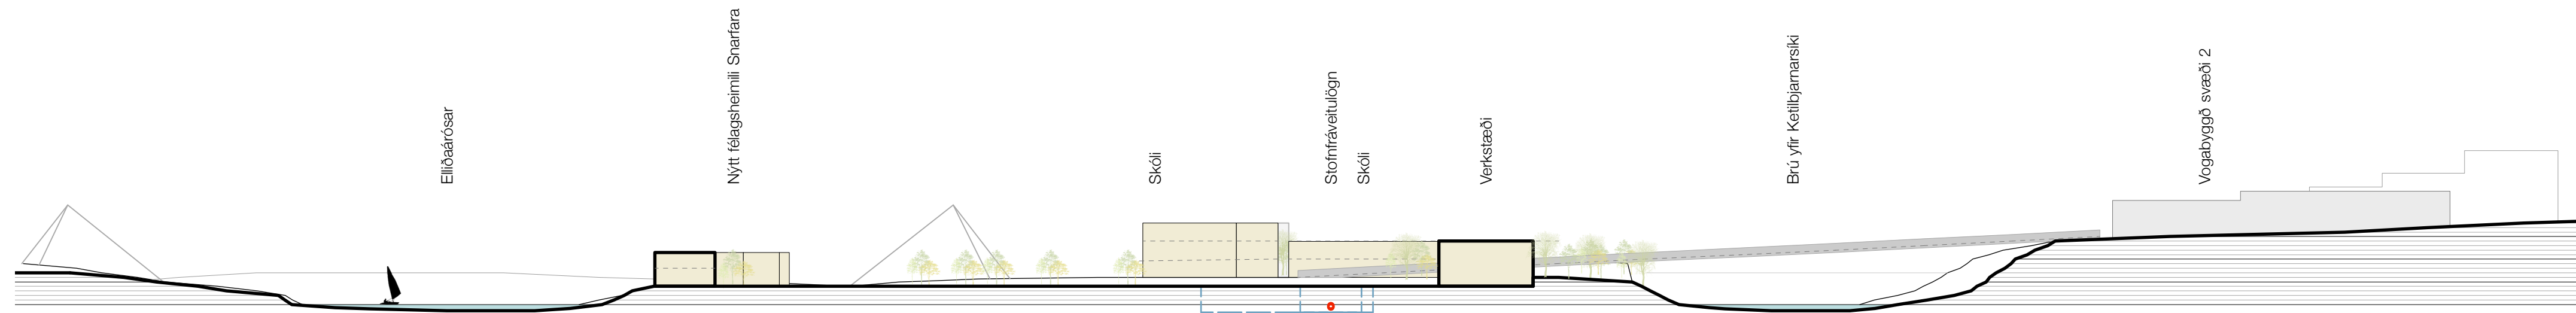 Elliðaárósar
Nýtt félagsheimili Snarfara
Skóli
Stofnfráveitulögn
Skóli
Verkstæði
Brú yfir Ketilbjarnarsíki
Vogabyggð svæði 2